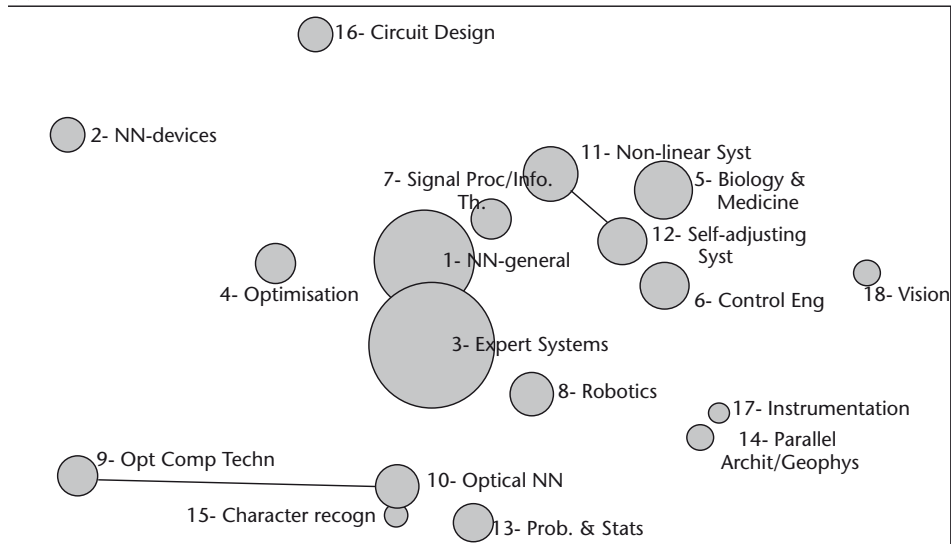 16- Circuit Design
2- NN-devices
11- Non-linear Syst
7- Signal Proc/Info.
Th.
5- Biology &
Medicine
12- Self-adjusting
Syst
1- NN-general
4- Optimisation
6- Control Eng
18- Vision
3- Expert Systems
8- Robotics
17- Instrumentation
14- Parallel
Archit/Geophys
9- Opt Comp Techn
10- Optical NN
15- Character recogn
13- Prob. & Stats